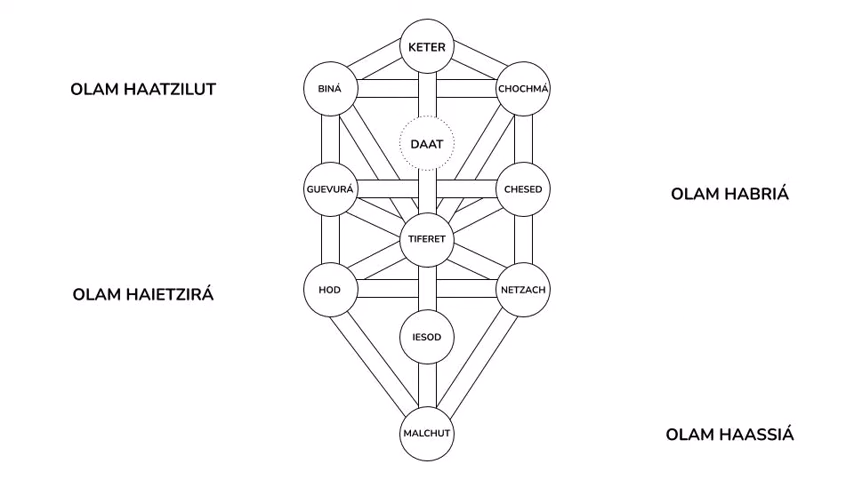 KETER
OLAM HAATZILUT
BINÁ
CHOCHMÁ
DAAT
GUEVURÁ
CHESED
OLAM HABRIÁ
TIFERET
OLAM HAIETZIRÁ
HOD
NETZACH
IESOD
MALCHUT
OLAM HAASSIÁ